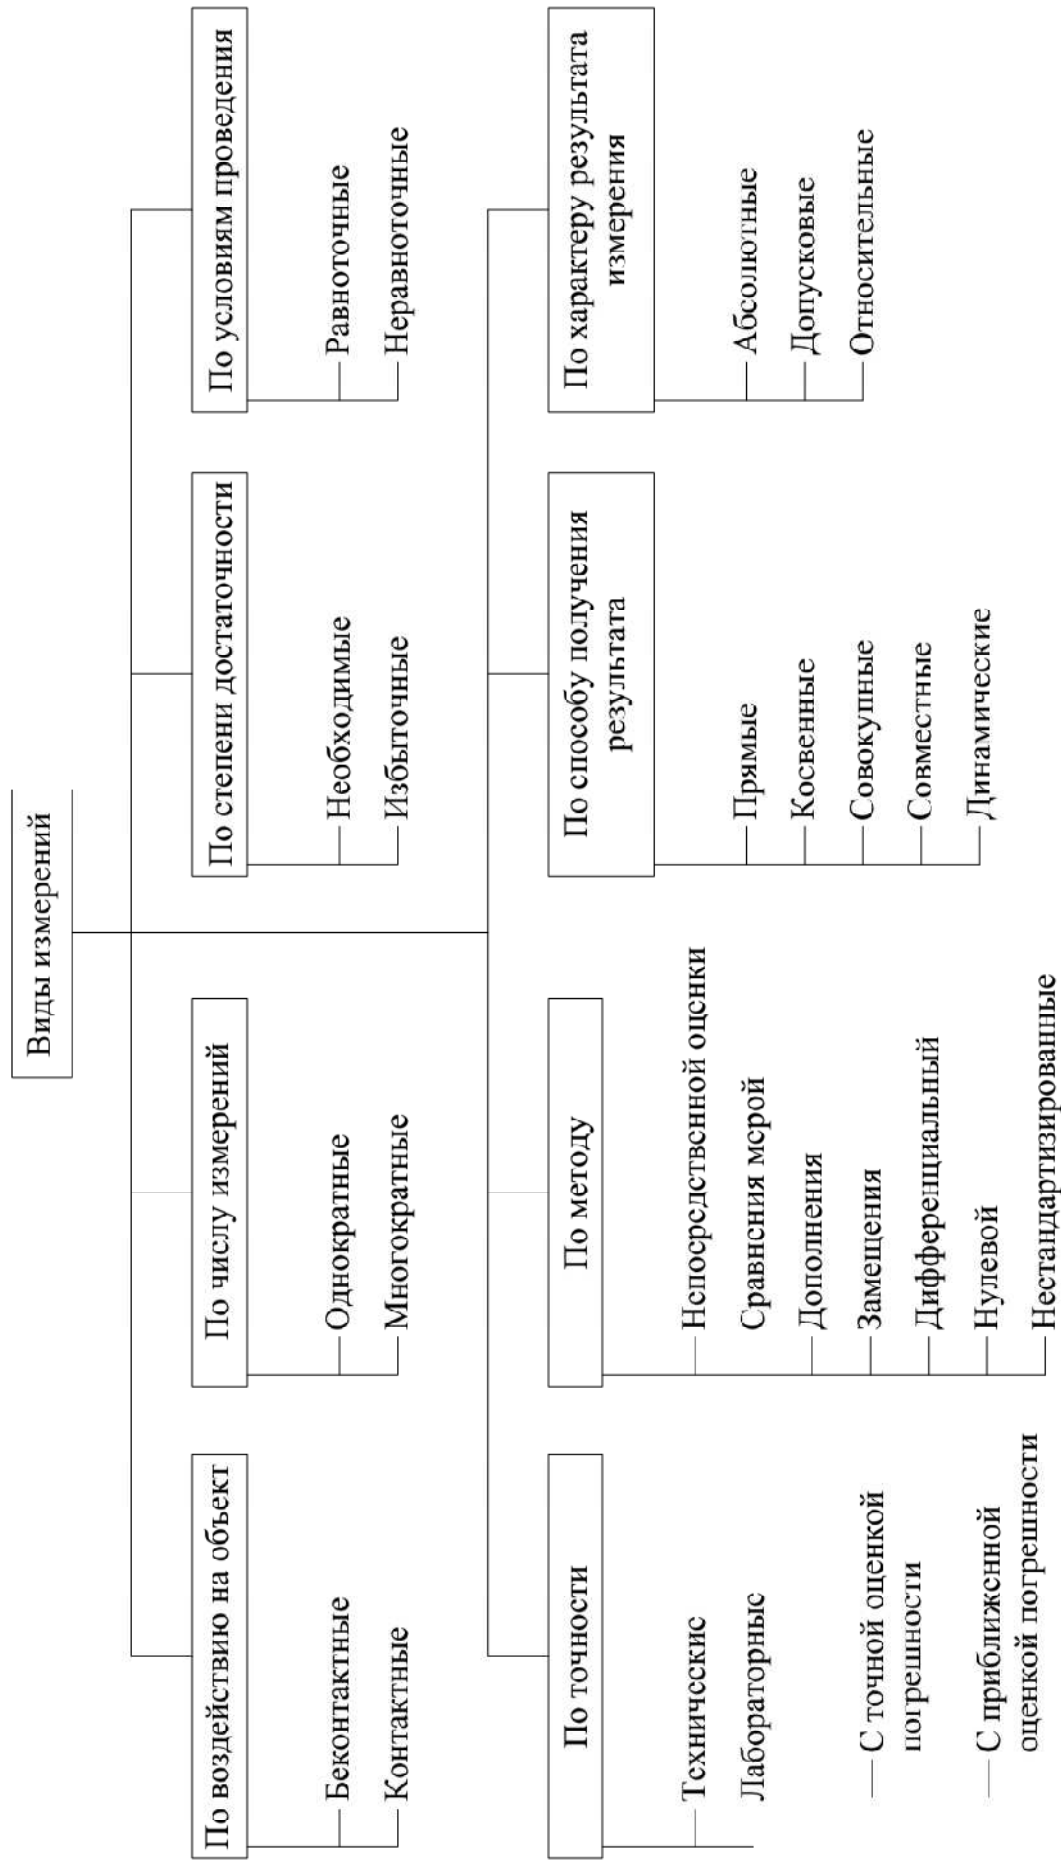 Виды измерений
По воздействию на объект
Беконтактные
Контактные
По числу измерений
Однократные
Многократные
По степени достаточности
Необходимые
Избыточные
По условиям проведения
Равноточные
Неравноточные
По точности
Технические
Лабораторные
С точной оценкой
погрешности
С приближенной
оценкой погрешности
По методу
Непосредственной оценки
Сравнения мерой
Дополнения
Замещения
Дифференциальный
Нулевой
Нестандартизированные
По способу получения
результата
Прямые
Косвенные
Совокупные
Совместные
Динамические
По характеру результата
измерения
Абсолютные
Допусковые
Относительные